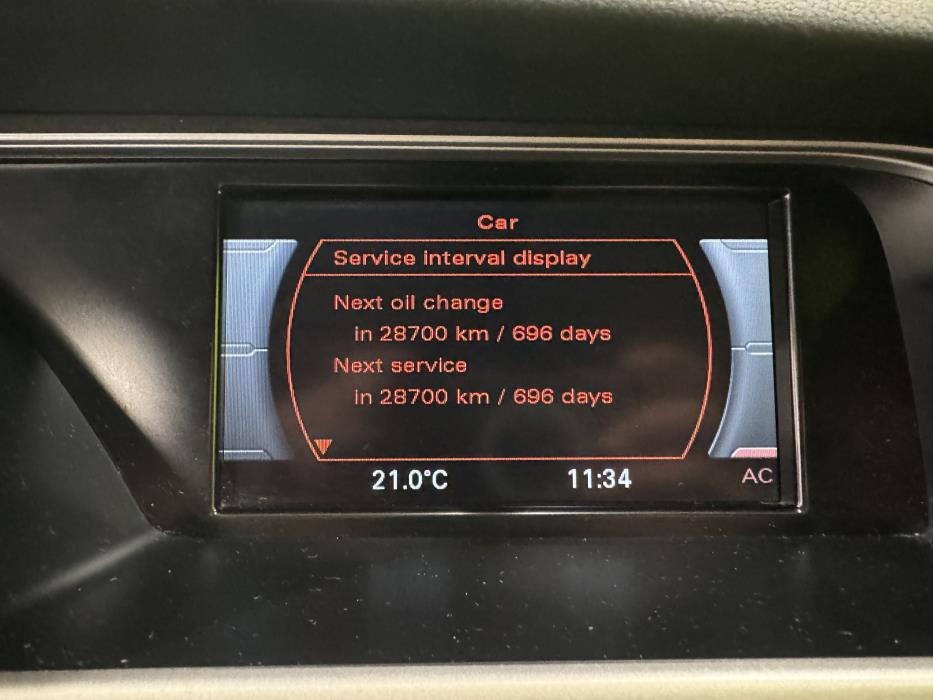 Car
Service interval display
Next oil change
in 28700 km / 696 days
Next service
in 28700 km / 696 days
21.0°C 11:34 AC